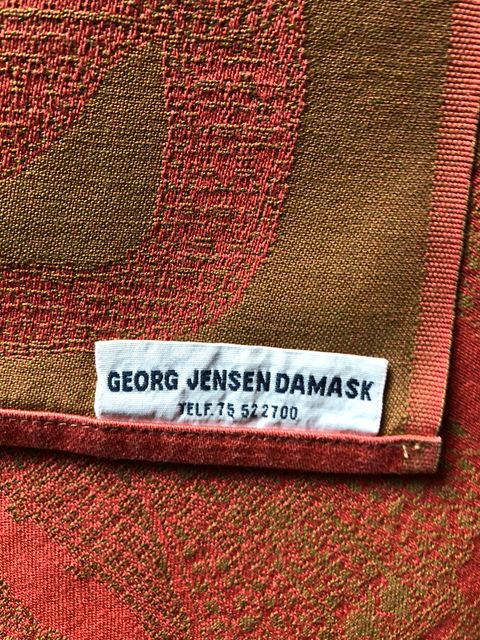 GEORG JENSEN DAMASK
TELF. 75 52 2700